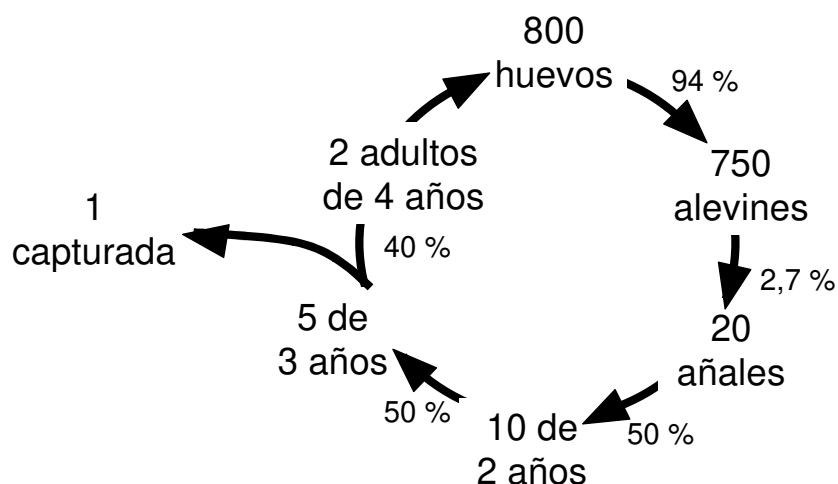 800
huevos
94 %
750
alevines
2,7 %
20
añales
50 %
10 de
2 años
50 %
5 de
3 años
40 %
2 adultos
de 4 años
1
capturada